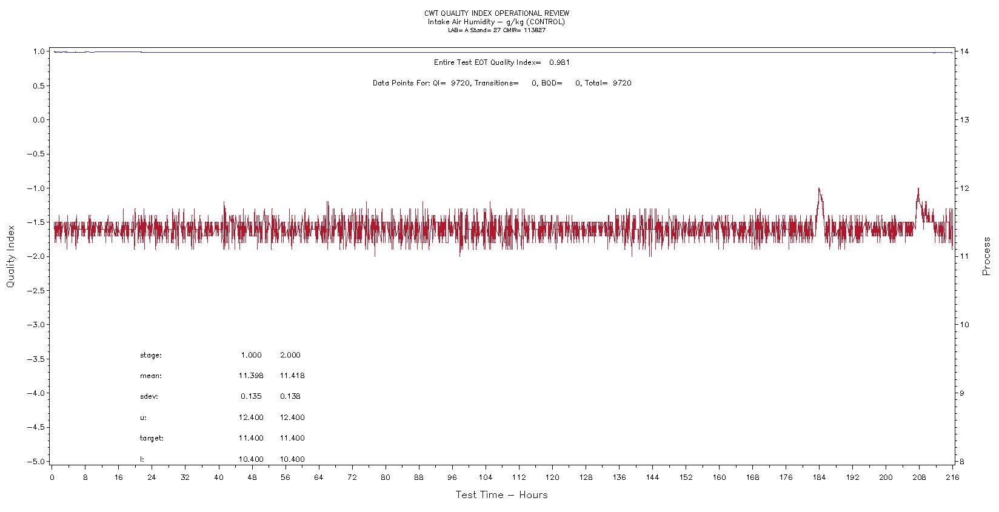 CWT QUALITY INDEX OPERATIONAL REVIEW
Intake Air Humidity – g/kg (CONTROL)
LAB= A Stand= 27 CMIR= 113827
Entire Test EOT Quality Index= 0.981
Data Points For: QI= 9720, Transitions= 0, BQD= 0, Total= 9720
1.0
0.5
0.0
−0.5
−1.0
−1.5
−2.0
−2.5
−3.0
−3.5
−4.0
−4.5
−5.0
Quality Index
14
13
12
11
10
9
8
Process
stage: 1.000 2.000
mean: 11.398 11.418
sdev: 0.135 0.138
u: 12.400 12.400
target: 11.400 11.400
l: 10.400 10.400
0 8 16 24 32 40 48 56 64 72 80 88 96 104 112 120 128 136 144 152 160 168 176 184 192 200 208 216
Test Time – Hours